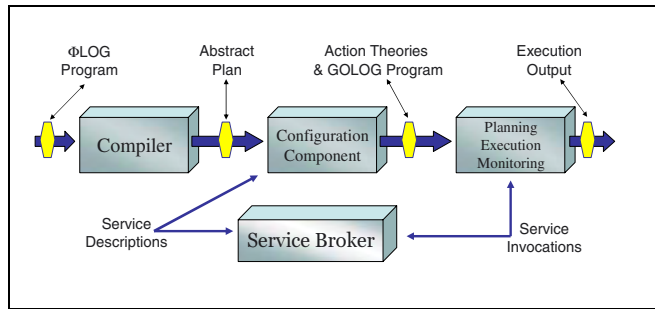 ΦLOG
Program
Abstract
Plan
Action Theories
& GOLOG Program
Execution
Output
Compiler
Configuration
Component
Planning
Execution
Monitoring
Service
Descriptions
Service Broker
Service
Invocations